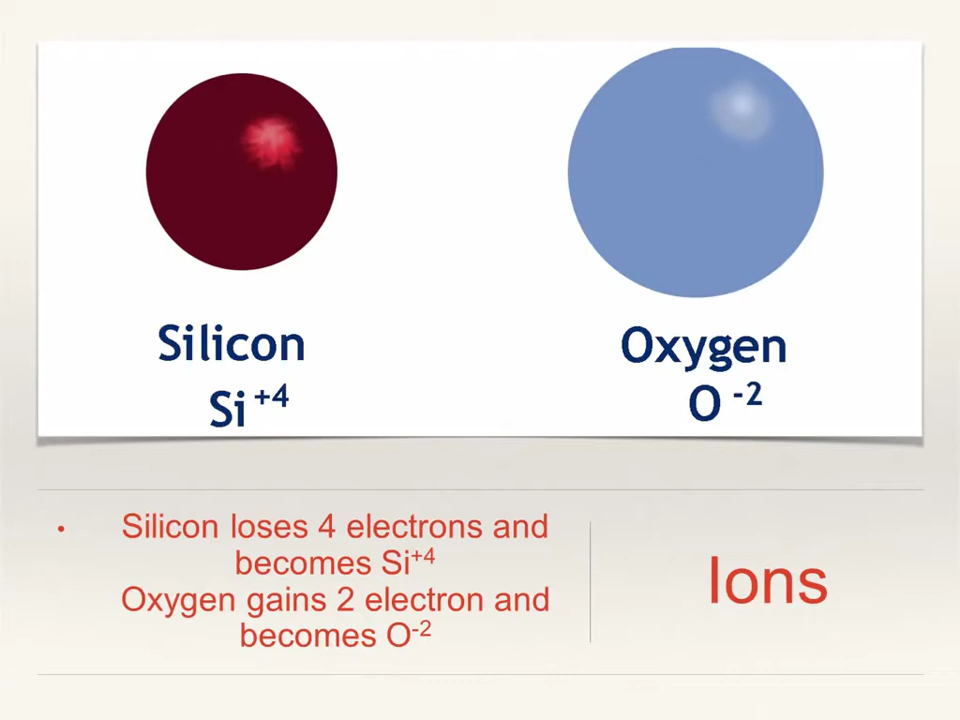 Silicon
Si⁺⁴
Oxygen
O⁻²
• Silicon loses 4 electrons and
becomes Si⁺⁴
Oxygen gains 2 electron and
becomes O⁻²
Ions